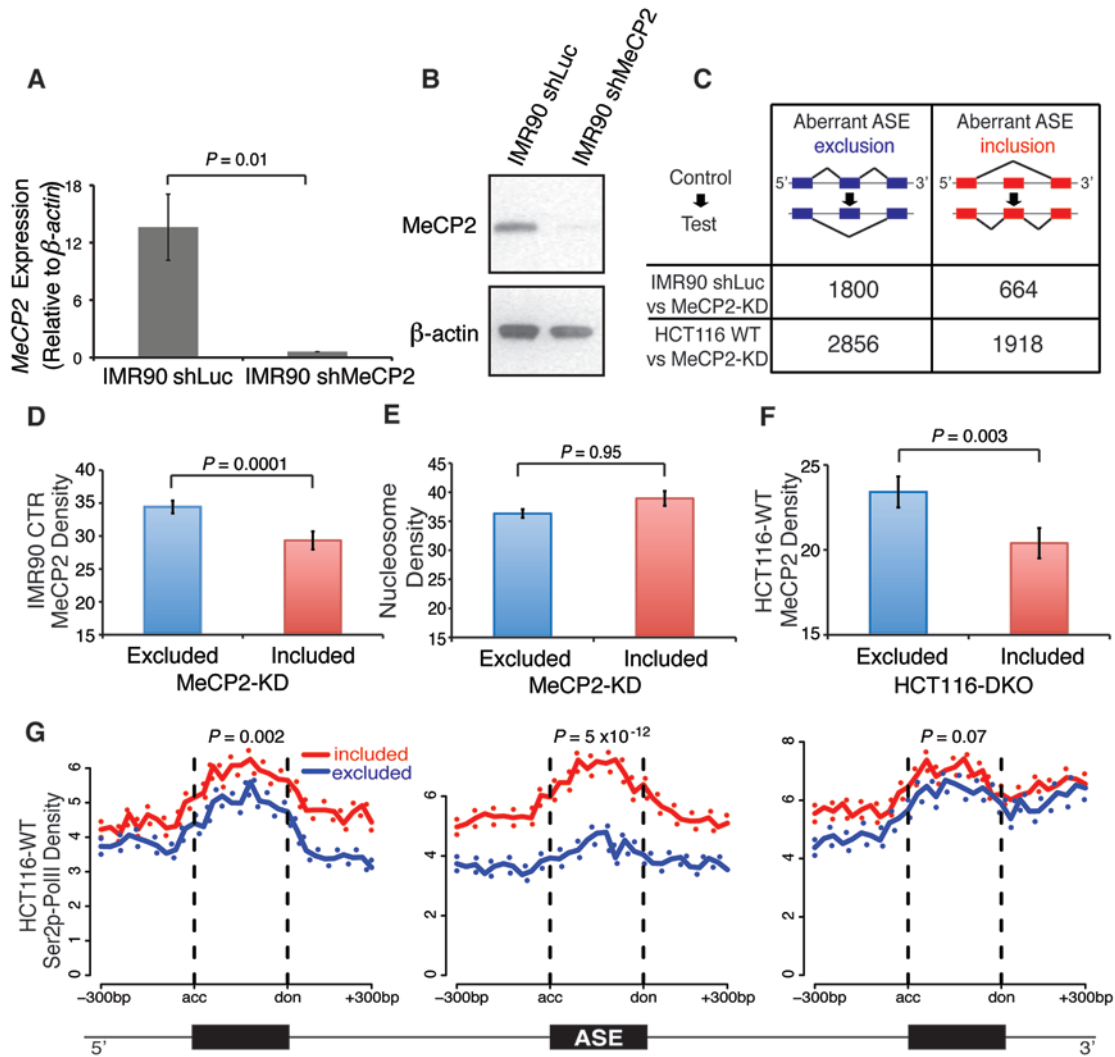 A
P = 0.01
MeCP2 Expression
(Relative to β-actin)
18
12
6
0
IMR90 shLuc
IMR90 shMeCP2
B
IMR90 shLuc
IMR90 shMeCP2
MeCP2
β-actin
C
Control
Test
Aberrant ASE
exclusion
5’
3’
Aberrant ASE
inclusion
5’
3’
IMR90 shLuc
vs MeCP2-KD
1800
664
HCT116 WT
vs MeCP2-KD
2856
1918
D
P = 0.0001
IMR90 CTR
MeCP2 Density
40
35
30
25
20
15
Excluded
Included
MeCP2-KD
E
P = 0.95
Nucleosome
Density
45
40
35
30
25
20
15
Excluded
Included
MeCP2-KD
F
P = 0.003
HCT116-WT
MeCP2 Density
25
20
15
Excluded
Included
HCT116-DKO
G
HCT116-WT
Ser2p-PolII Density
P = 0.002
included
excluded
6
5
4
3
2
1
0
−300bp
acc
don
+300bp
P = 5 x10-12
6
4
2
0
−300bp
acc
don
+300bp
P = 0.07
8
6
4
2
0
−300bp
acc
don
+300bp
5’
ASE
3’